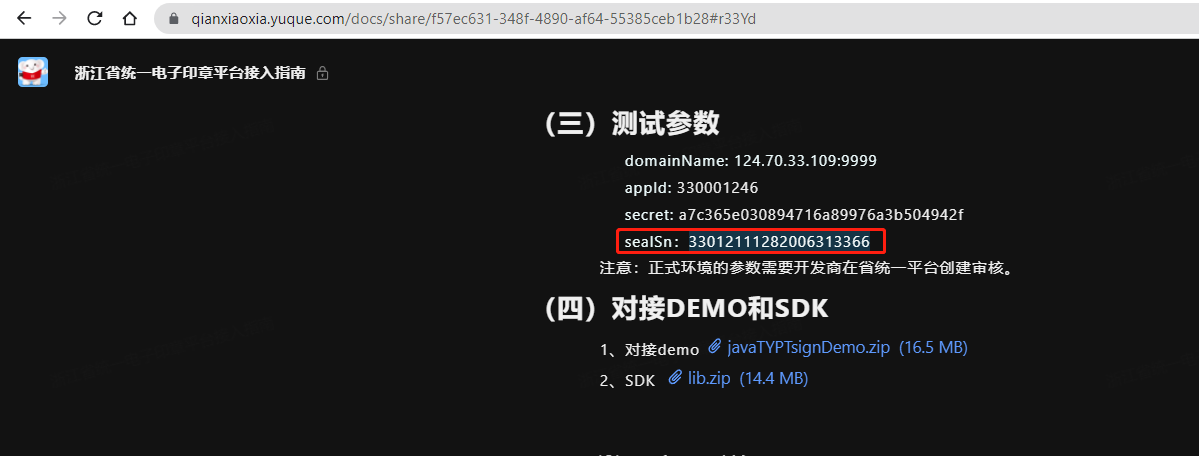 qianxiaoxia.yuque.com/docs/share/f57ec631-348f-4890-af64-55385ceb1b28#r33Yd
浙江省统一电子印章平台接入指南
（三）测试参数
domainName: 124.70.33.109:9999
appId: 330001246
secret: a7c365e030894716a89976a3b504942f
sealSn：33012111282006313366
注意：正式环境的参数需要开发商在省统一平台创建审核。
（四）对接DEMO和SDK
1、对接demo javaTYPTsignDemo.zip (16.5 MB)
2、SDK lib.zip (14.4 MB)